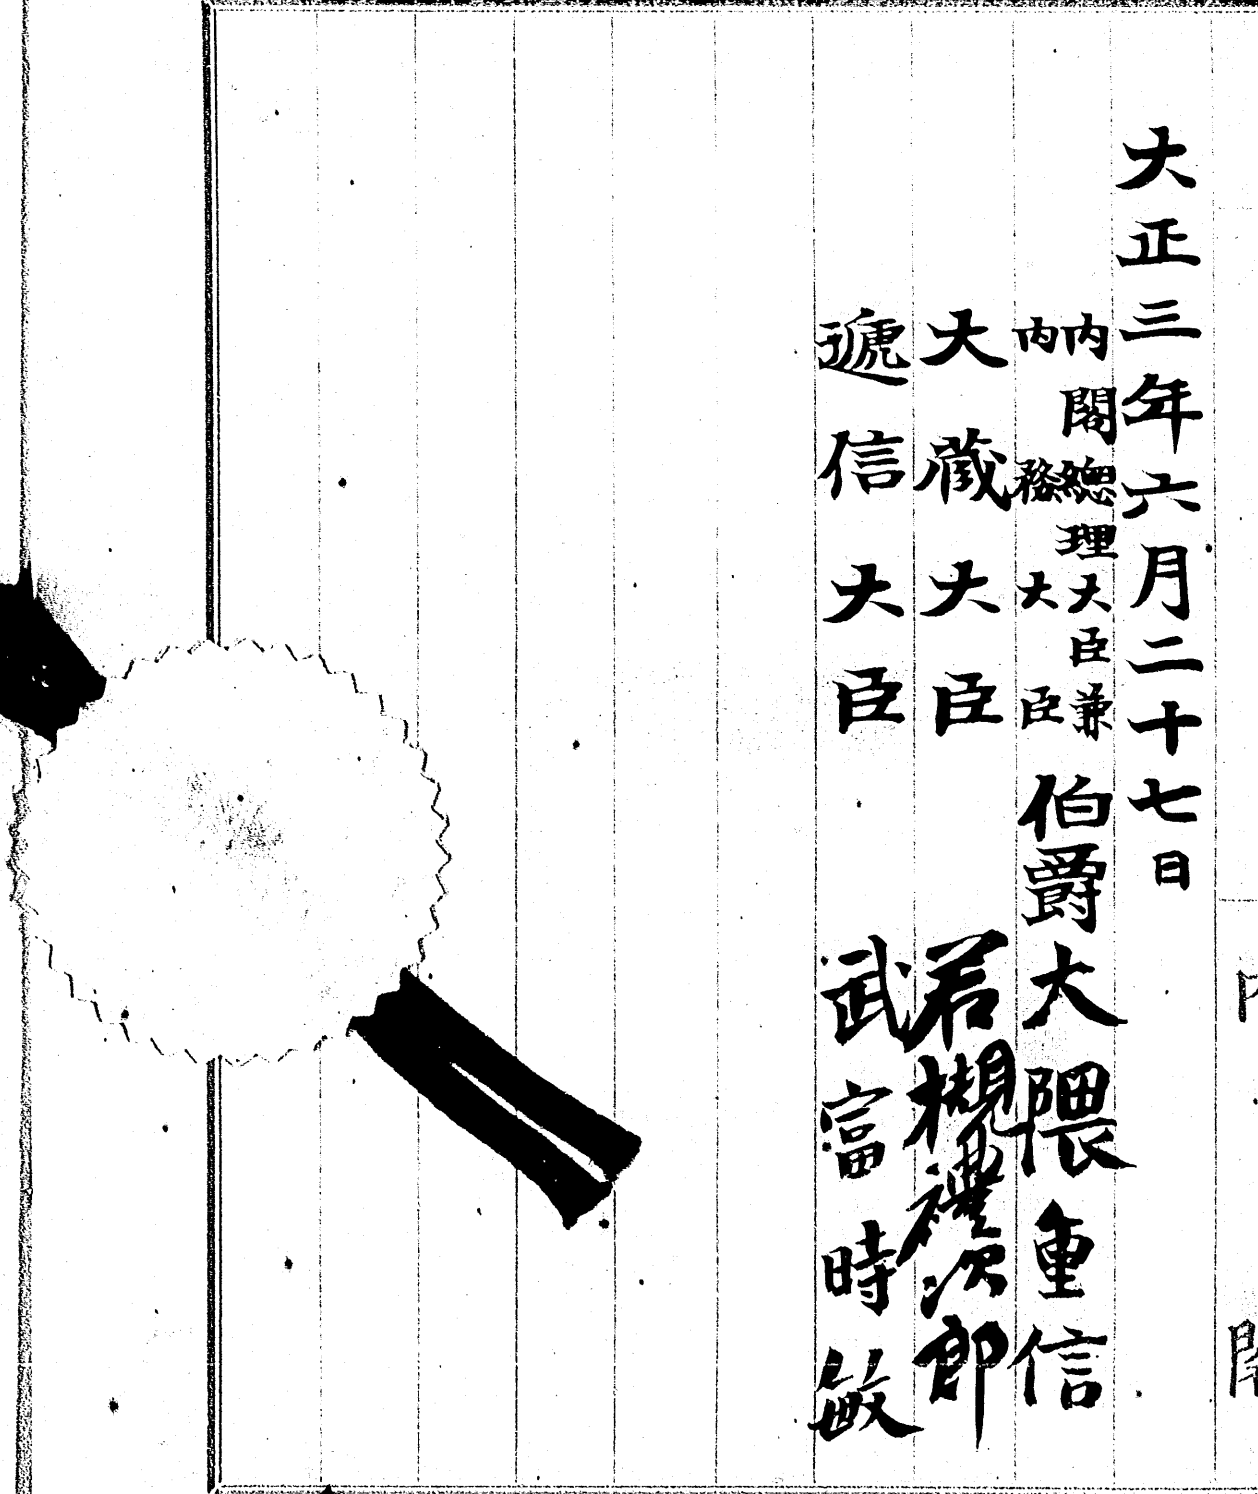 大正三年六月二十七日
内閣總理大臣兼
内務大臣
伯爵大隈重信
大藏大臣 若槻禮次郎
遞信大臣 武富時敏
内閣